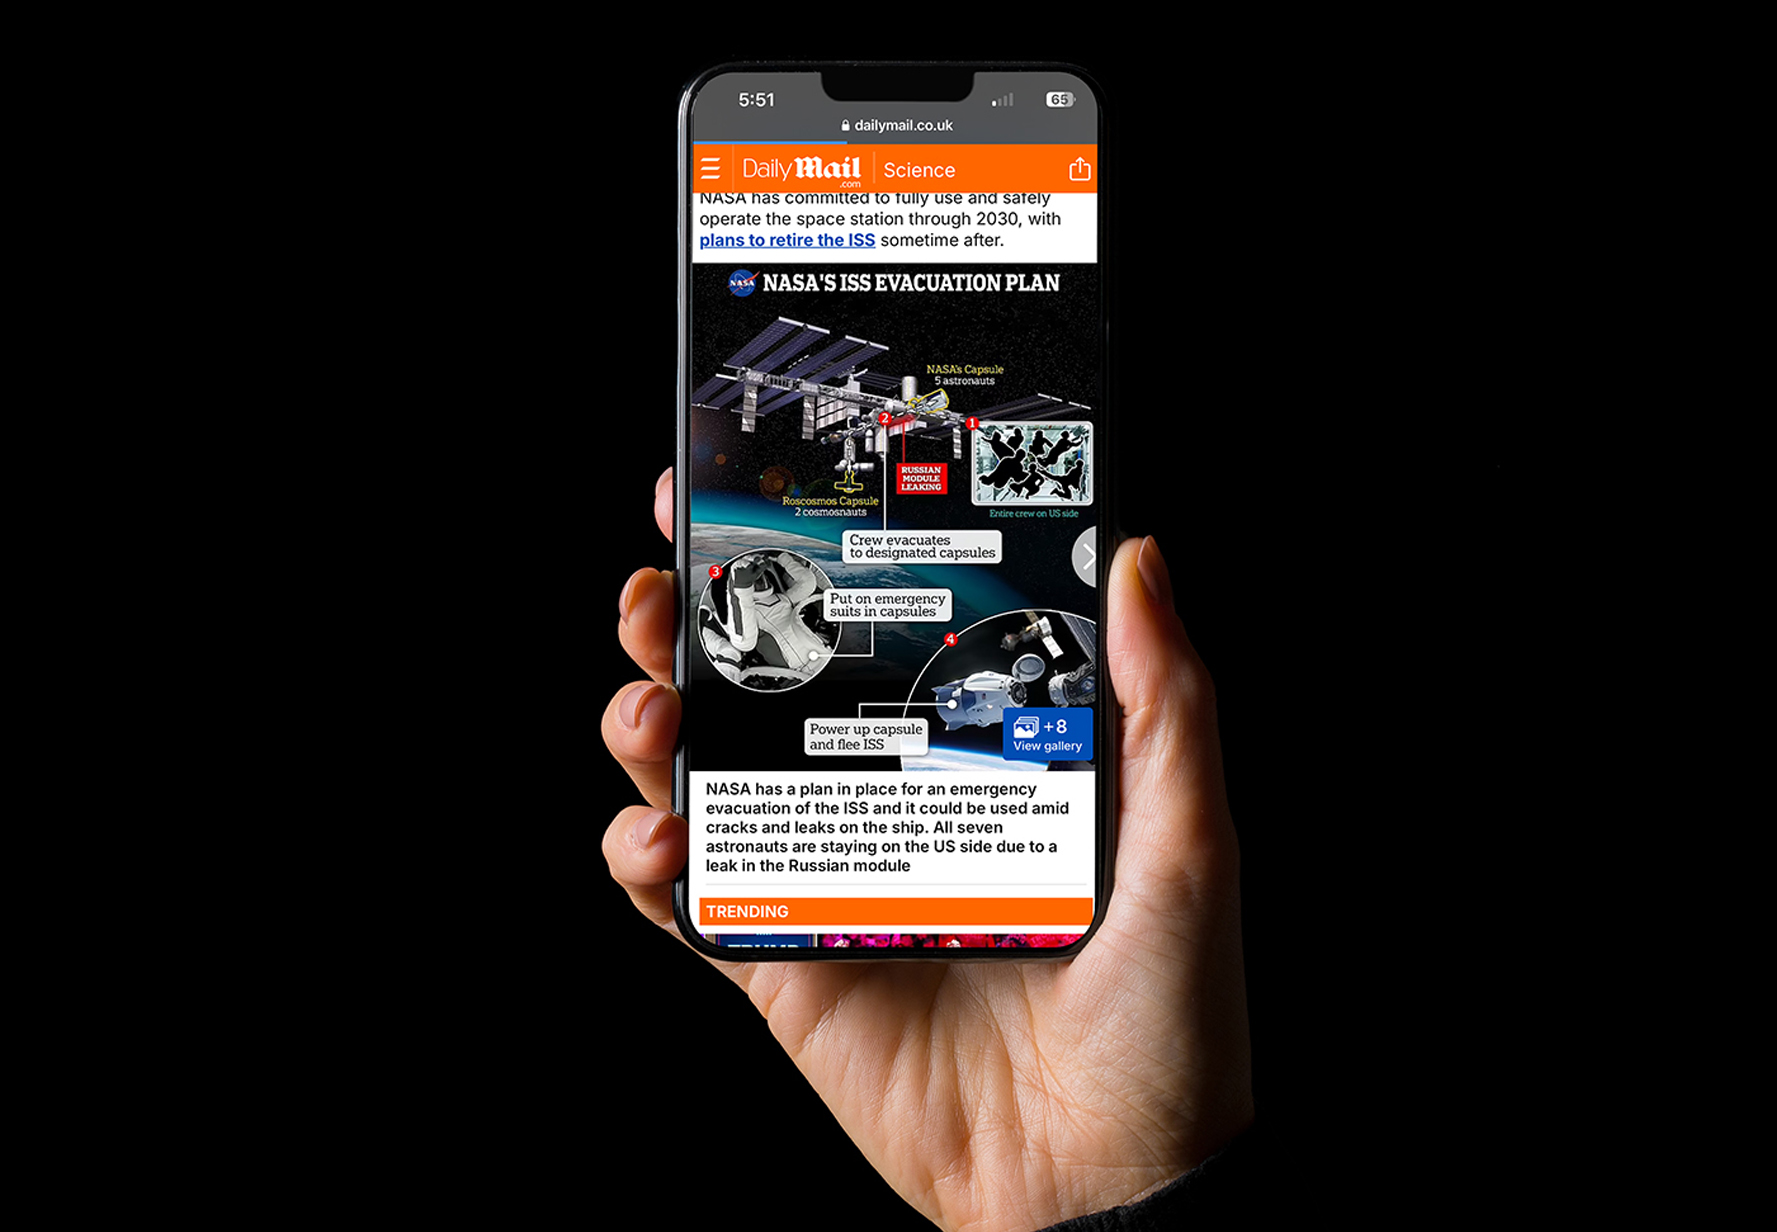 5:51
65
dailymail.co.uk
Daily Mail
.com
Science
NASA has committed to fully use and safely
operate the space station through 2030, with
plans to retire the ISS sometime after.
NASA
NASA'S ISS EVACUATION PLAN
NASA's Capsule
5 astronauts
2
1
RUSSIAN
MODULE
LEAKING
Roscosmos Capsule
2 cosmosnauts
Entire crew on US side
Crew evacuates
to designated capsules
3
Put on emergency
suits in capsules
4
Power up capsule
and flee ISS
+8
View gallery
NASA has a plan in place for an emergency
evacuation of the ISS and it could be used amid
cracks and leaks on the ship. All seven
astronauts are staying on the US side due to a
leak in the Russian module
TRENDING